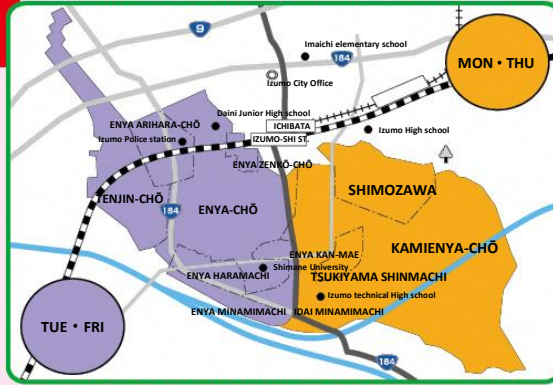 9
Imaichi elementary school
184
MON・THU
Izumo City Office
Daini Junior High school
ENYA ARIHARA-CHŌ
ICHIBATA
Izumo High school
Izumo Police station
IZUMO-SHI ST.
ENYA ZENKŌ-CHŌ
SHIMOZAWA
TENJIN-CHŌ
184
ENYA-CHŌ
KAMIENYA-CHŌ
ENYA KAN-MAE
Shimane University
ENYA HARAMACHI
TSUKIYAMA SHINMACHI
Izumo technical High school
ENYA MINAMIMACHI
IDAI MINAMIMACHI
TUE・FRI
184